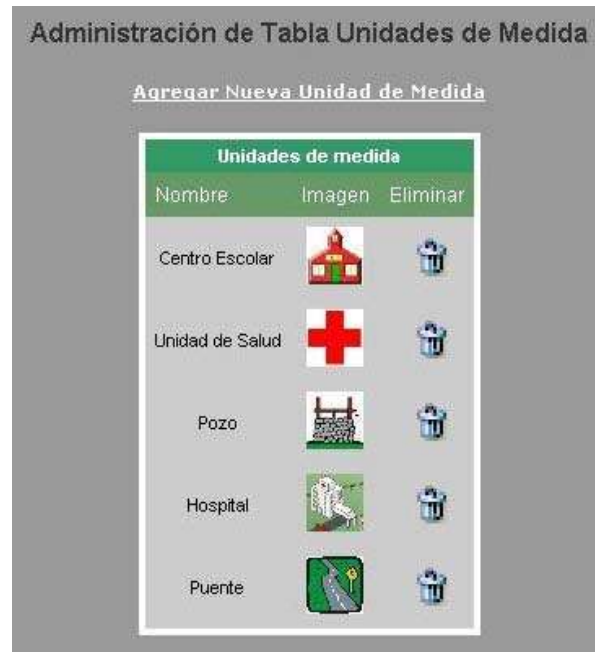 Administración de Tabla Unidades de Medida
Agregar Nueva Unidad de Medida
Unidades de medida
Nombre Imagen Eliminar
Centro Escolar
Unidad de Salud
Pozo
Hospital
Puente